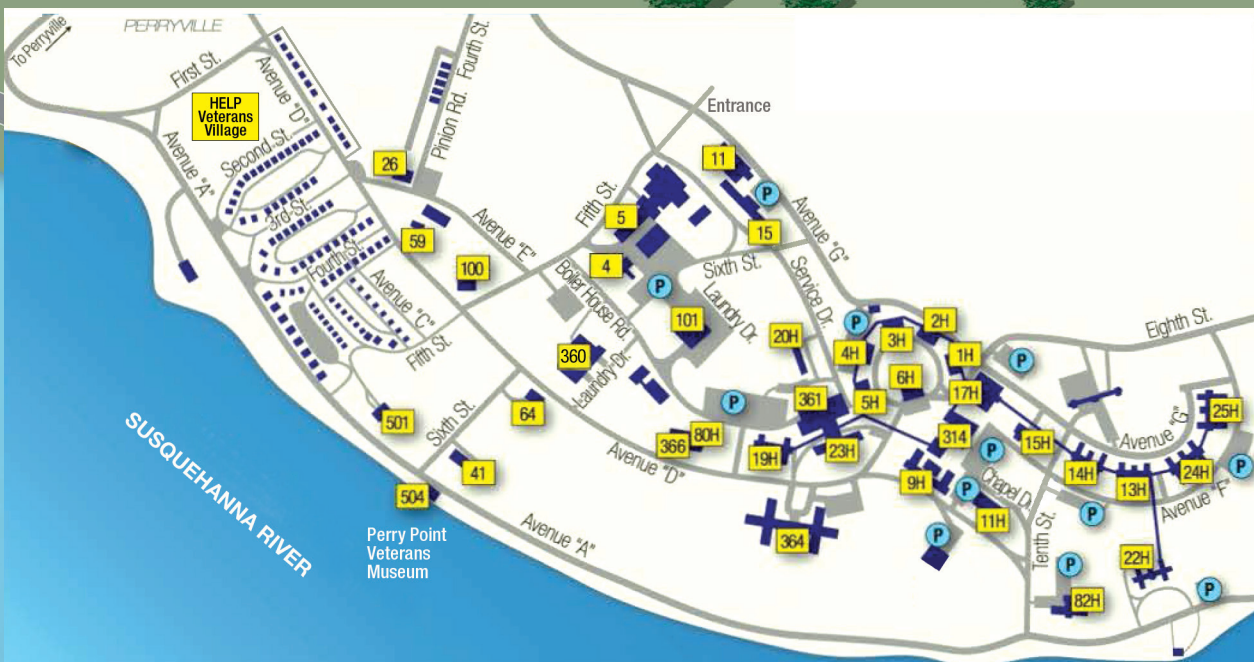 PERRYVILLE
To Perryville
First St.
Avenue "D"
HELP
Veterans
Village
Second St.
Avenue "A"
3rd St.
Fourth St.
Avenue "C"
Fifth St.
Pinion Rd.
Fourth St.
26
59
100
Avenue "E"
Entrance
11
P
15
Avenue "G"
Fifth St.
5
4
P
Sixth St.
Service Dr.
Boiler House Rd.
Laundry Dr.
101
360
Laundry Dr.
20H
P
4H
3H
2H
1H
6H
5H
17H
P
Eighth St.
361
P
501
Sixth St.
64
41
504
366
80H
19H
23H
314
P
15H
Avenue "G"
25H
14H
13H
24H
P
Avenue "F"
Avenue "D"
9H
P
Chapel Dr.
11H
P
364
P
Tenth St.
P
22H
82H
P
Avenue "A"
SUSQUEHANNA RIVER
Perry Point
Veterans
Museum